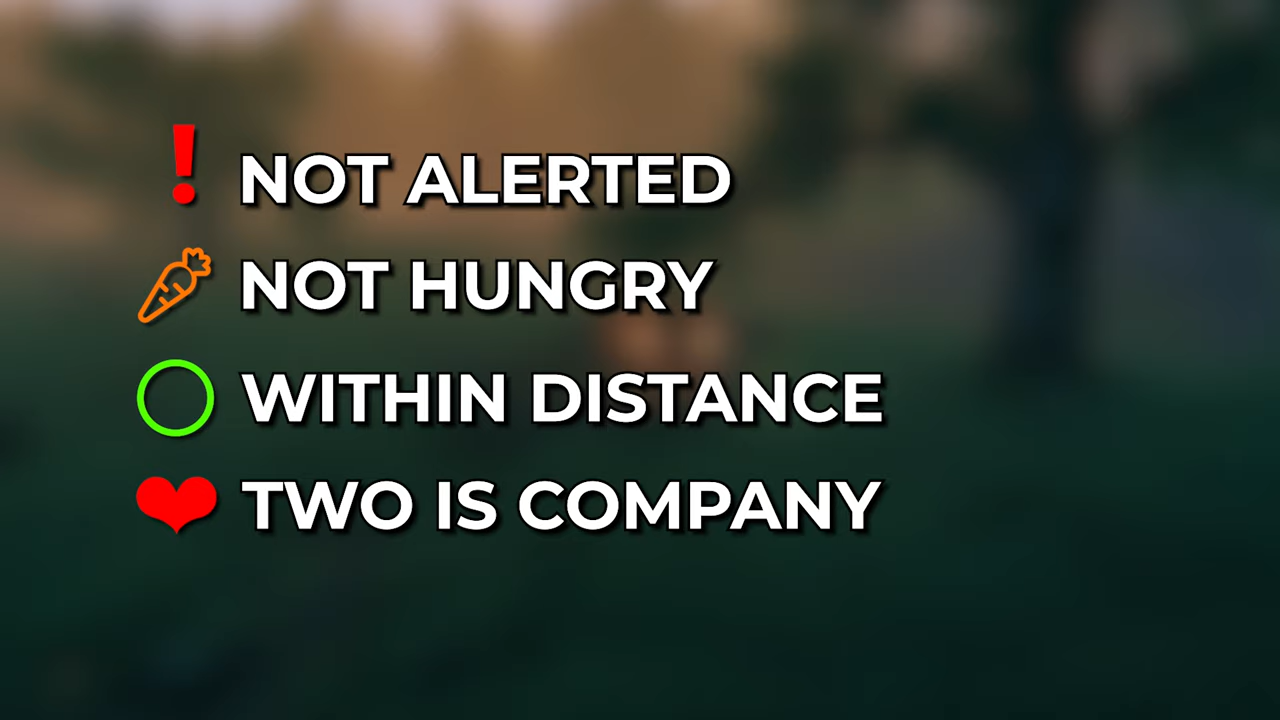 NOT ALERTED
NOT HUNGRY
WITHIN DISTANCE
TWO IS COMPANY